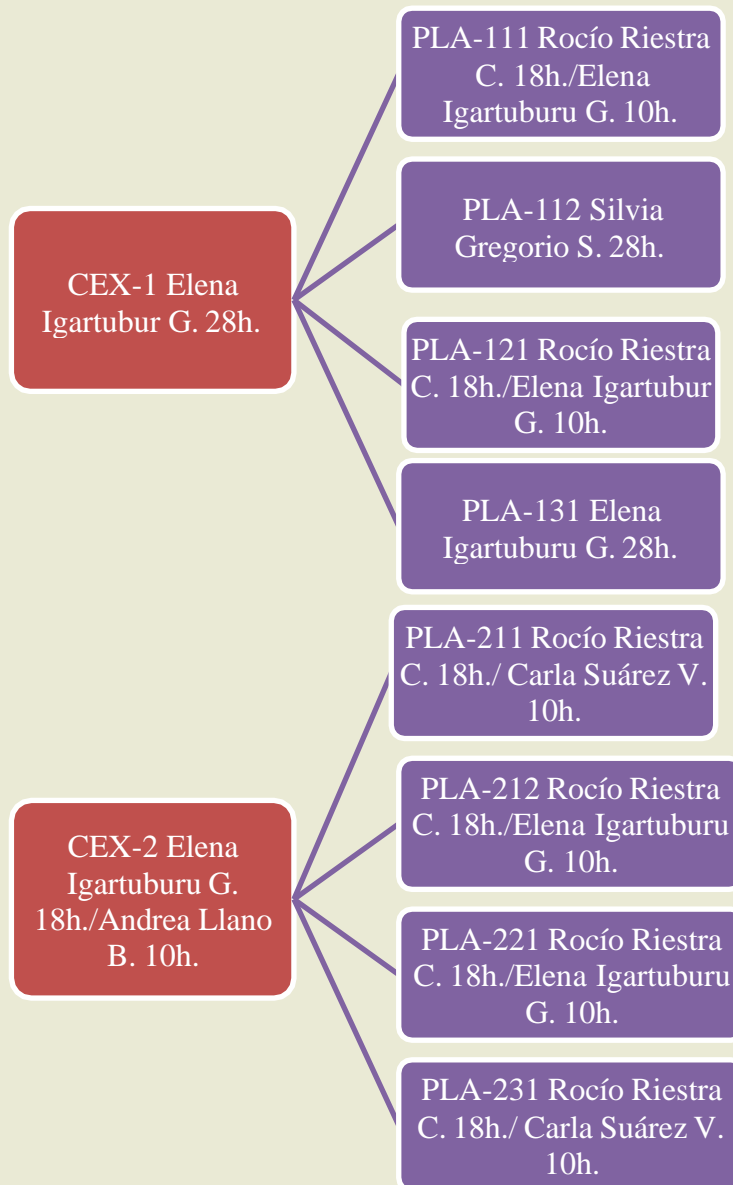 CEX-1 Elena
Igartubur G. 28h.
PLA-111 Rocío Riestra
C. 18h./Elena
Igartuburu G. 10h.
PLA-112 Silvia
Gregorio S. 28h.
PLA-121 Rocío Riestra
C. 18h./Elena Igartubur
G. 10h.
PLA-131 Elena
Igartuburu G. 28h.
CEX-2 Elena
Igartuburu G.
18h./Andrea Llano
B. 10h.
PLA-211 Rocío Riestra
C. 18h./ Carla Suárez V.
10h.
PLA-212 Rocío Riestra
C. 18h./Elena Igartuburu
G. 10h.
PLA-221 Rocío Riestra
C. 18h./Elena Igartuburu
G. 10h.
PLA-231 Rocío Riestra
C. 18h./ Carla Suárez V.
10h.